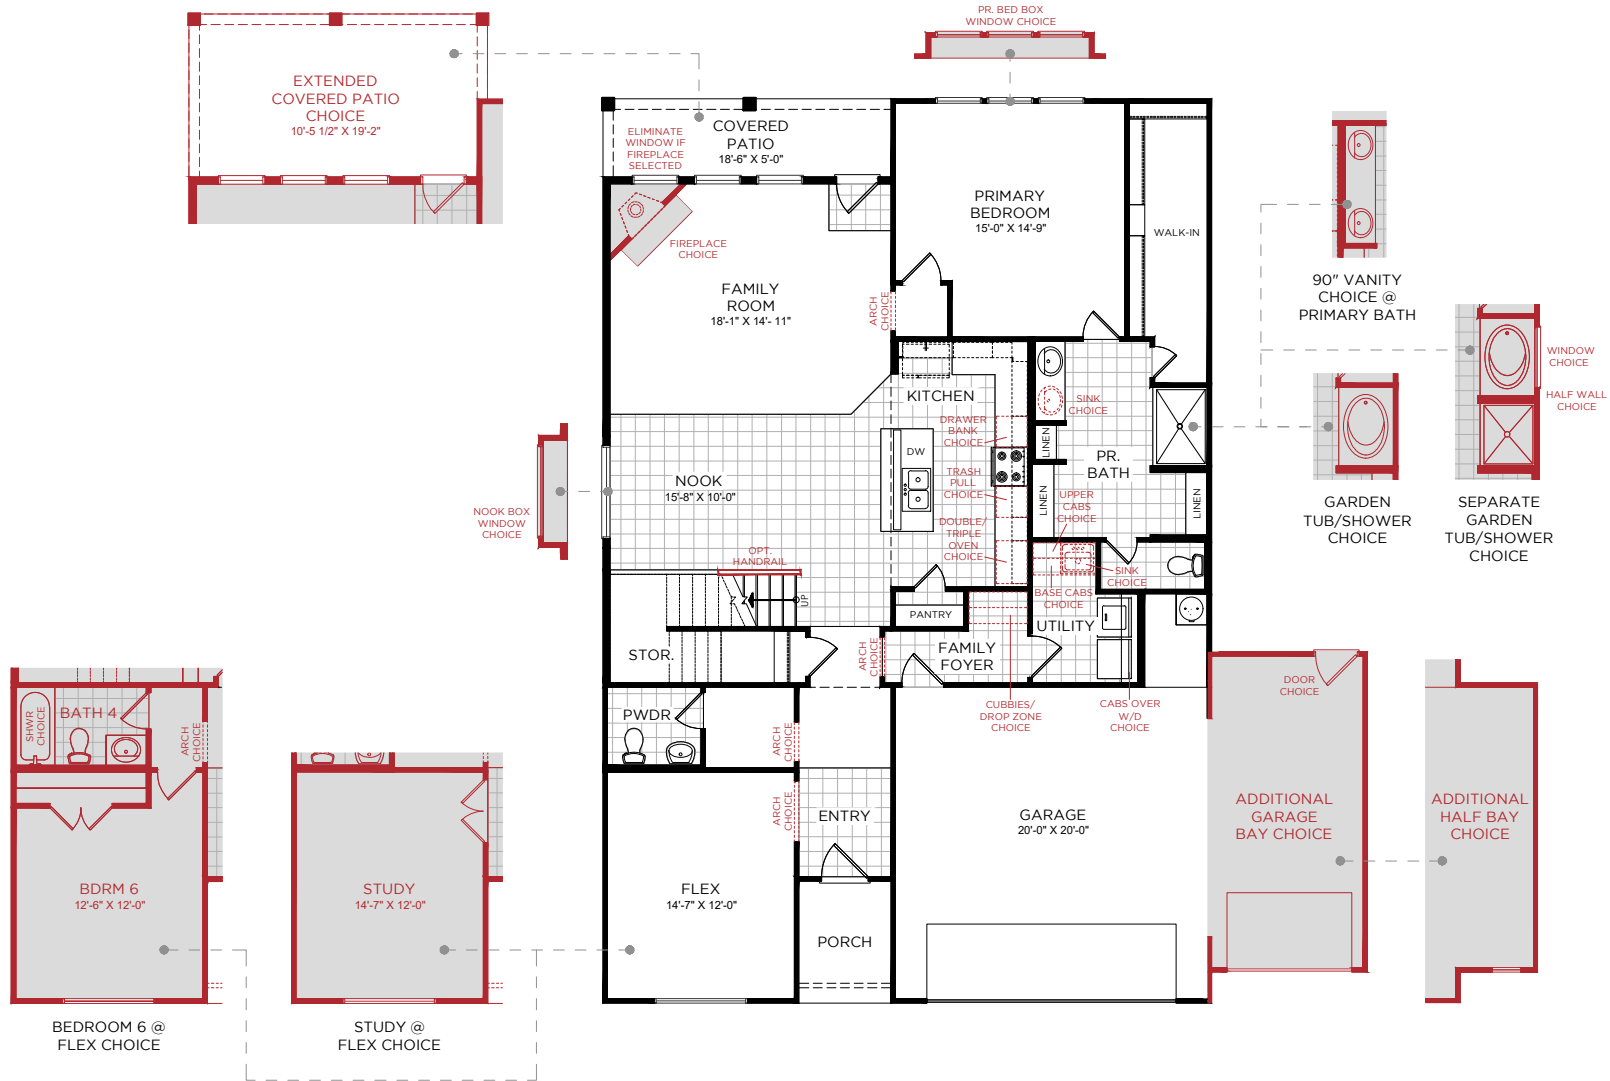 PR. BED BOX
WINDOW CHOICE
EXTENDED
COVERED PATIO
CHOICE
10'-5 1/2" X 19'-2"
ELIMINATE
WINDOW IF
FIREPLACE
SELECTED
COVERED
PATIO
18'-6" X 5'-0"
PRIMARY
BEDROOM
15'-0" X 14'-9"
WALK-IN
FIREPLACE
CHOICE
FAMILY
ROOM
18'-1" X 14'- 11"
ARCH
CHOICE
90" VANITY
CHOICE @
PRIMARY BATH
WINDOW
CHOICE
HALF WALL
CHOICE
KITCHEN
SINK
CHOICE
DRAWER
BANK
CHOICE
LINEN
DW
PR.
BATH
TRASH
PULL
CHOICE
NOOK
15'-8" X 10'-0"
LINEN
UPPER
CABS
CHOICE
LINEN
GARDEN
TUB/SHOWER
CHOICE
SEPARATE
GARDEN
TUB/SHOWER
CHOICE
NOOK BOX
WINDOW
CHOICE
DOUBLE/
TRIPLE
OVEN
CHOICE
OPT.
HANDRAIL
SINK
CHOICE
BASE CABS
CHOICE
UP
PANTRY
UTILITY
STOR.
ARCH
CHOICE
FAMILY
FOYER
DOOR
CHOICE
CUBBIES/
DROP ZONE
CHOICE
CABS OVER
W/D
CHOICE
SHWR
CHOICE
BATH 4
ARCH
CHOICE
PWDR
ARCH
CHOICE
ARCH
CHOICE
ENTRY
GARAGE
20'-0" X 20'-0"
ADDITIONAL
GARAGE
BAY CHOICE
ADDITIONAL
HALF BAY
CHOICE
BDRM 6
12'-6" X 12'-0"
STUDY
14'-7" X 12'-0"
FLEX
14'-7" X 12'-0"
PORCH
BEDROOM 6 @
FLEX CHOICE
STUDY @
FLEX CHOICE